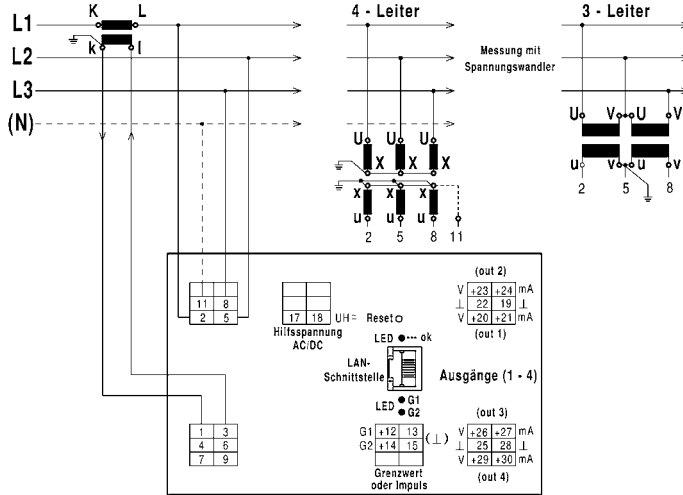 K L 4 - Leiter 3 - Leiter
L1
k l
L2 Messung mit
Spannungswandler
L3
U V U V
(N)
U U U
X X X
u v u v
x x x 2 5 8
u u u
2 5 8 11
(out 2)
V +23 +24 mA
11 8 ⊥ 22 19 ⊥
2 5 17 18 UH= Reset V +20 +21 mA
Hilfsspannung (out 1)
AC/DC LED ok
LAN-
Schnittstelle Ausgänge (1 - 4)
LED G1
G2
(out 3)
1 3 G1 +12 13 (⊥) V +26 +27 mA
4 6 G2 +14 15 ⊥ 25 28 ⊥
7 9 V +29 +30 mA
Grenzwert (out 4)
oder Impuls